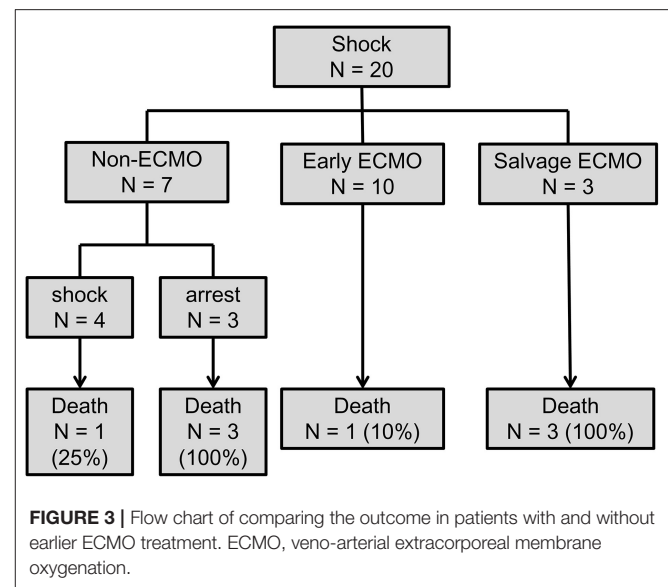 Shock
N = 20
Non-ECMO
N = 7
Early ECMO
N = 10
Salvage ECMO
N = 3
shock
N = 4
arrest
N = 3
Death
N = 1
(25%)
Death
N = 3
(100%)
Death
N = 1 (10%)
Death
N = 3 (100%)
FIGURE 3 | Flow chart of comparing the outcome in patients with and without
earlier ECMO treatment. ECMO, veno-arterial extracorporeal membrane
oxygenation.